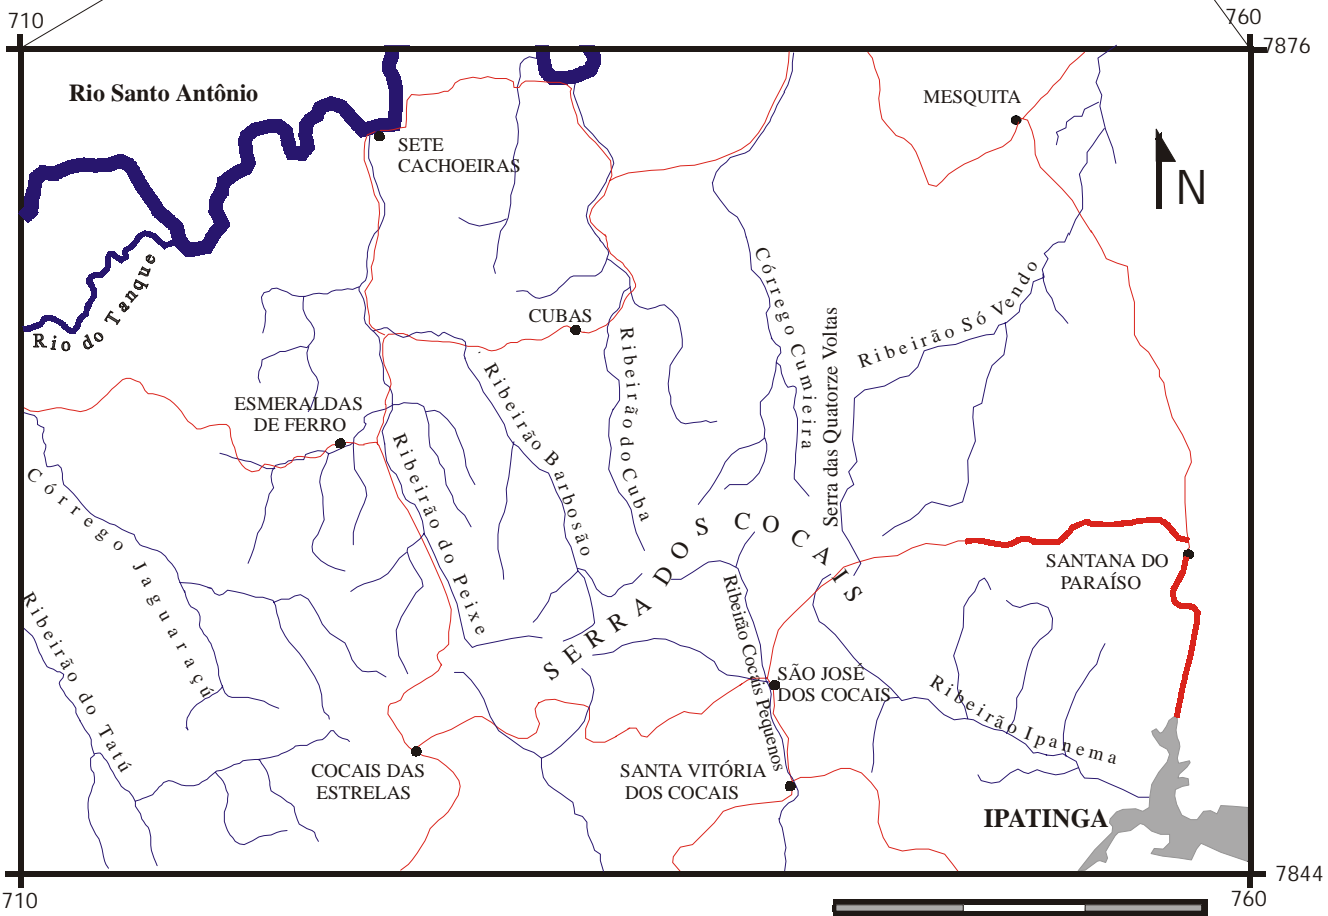 710
760
7876
Rio Santo Antônio
MESQUITA
SETE
CACHOEIRAS
N
Rio do Tanque
Córrego Cumieira
Serra das Quatorze Voltas
Ribeirão Só Vendo
CUBAS
Ribeirão do Cuba
Ribeirão Barbosão
ESMERALDAS
DE FERRO
Ribeirão do Peixe
Córrego Jaguaraçú
Ribeirão do Tatú
SERRA DOS COCAIS
SANTANA DO
PARAÍSO
Ribeirão Cocais Pequenos
SÃO JOSÉ
DOS COCAIS
Ribeirão Ipanema
COCAIS DAS
ESTRELAS
SANTA VITÓRIA
DOS COCAIS
IPATINGA
7844
710
760